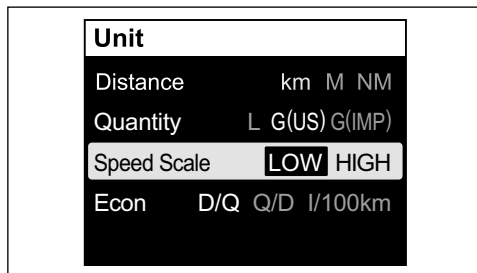 Unit
Distance km M NM
Quantity L G(US) G(IMP)
Speed Scale LOW HIGH
Econ D/Q Q/D l/100km